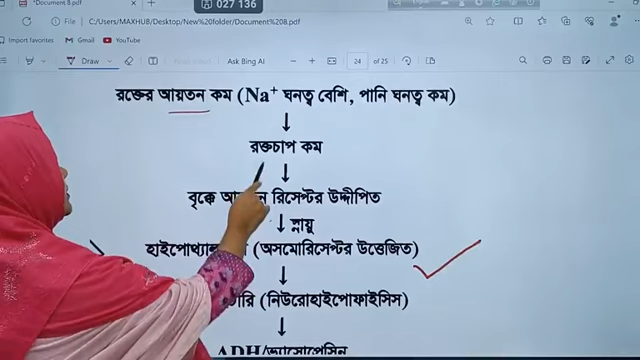 *Document 8.pdf
027 136
File
C:/Users/MAXHUB/Desktop/New%20folder/Document%208.pdf
Import favorites
Gmail
YouTube
Draw
Ask Bing AI
24
of 25
রক্তের আয়তন কম (Na⁺ ঘনত্ব বেশি, পানি ঘনত্ব কম)
রক্তচাপ কম
বৃক্কে রিসেপ্টর উদ্দীপিত
স্নায়ু
(অসমোরিসেপ্টর উত্তেজিত)
(নিউরোহাইপোফাইসিস)
ADH/ভ্যাসোপ্রেসিন